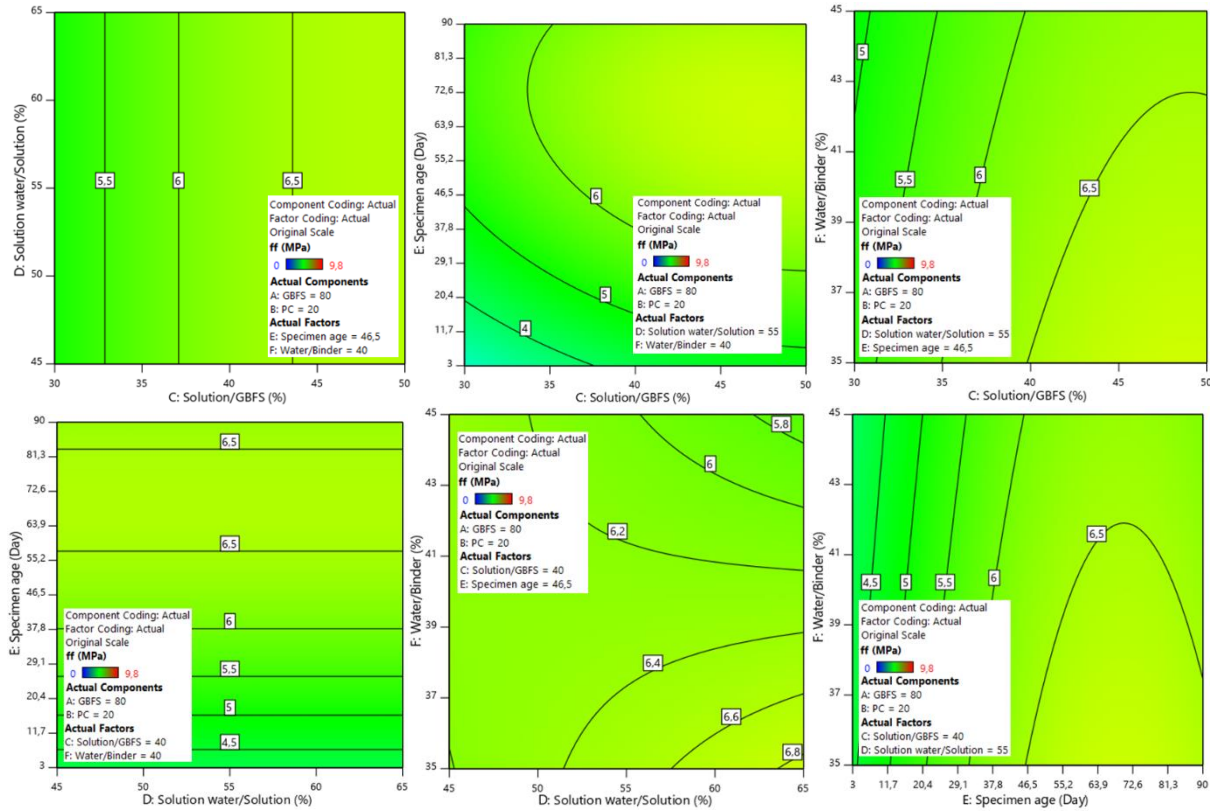 65
60
55
50
45
D: Solution water/Solution (%)
5,5
6
6,5
Component Coding: Actual
Factor Coding: Actual
Original Scale
ff (MPa)
0 9,8
Actual Components
A: GBFS = 80
B: PC = 20
Actual Factors
E: Specimen age = 46,5
F: Water/Binder = 40
30 35 40 45 50
C: Solution/GBFS (%)
90
81,3
72,6
63,9
55,2
46,5
37,8
29,1
20,4
11,7
3
E: Specimen age (Day)
6
5
4
Component Coding: Actual
Factor Coding: Actual
Original Scale
ff (MPa)
0 9,8
Actual Components
A: GBFS = 80
B: PC = 20
Actual Factors
D: Solution water/Solution = 55
F: Water/Binder = 40
30 35 40 45 50
C: Solution/GBFS (%)
45
43
41
39
37
35
F: Water/Binder (%)
5
5,5
6
6,5
Component Coding: Actual
Factor Coding: Actual
Original Scale
ff (MPa)
0 9,8
Actual Components
A: GBFS = 80
B: PC = 20
Actual Factors
D: Solution water/Solution = 55
E: Specimen age = 46,5
30 35 40 45 50
C: Solution/GBFS (%)
90
81,3
72,6
63,9
55,2
46,5
37,8
29,1
20,4
11,7
3
E: Specimen age (Day)
6,5
6,5
6
5,5
5
4,5
Component Coding: Actual
Factor Coding: Actual
Original Scale
ff (MPa)
0 9,8
Actual Components
A: GBFS = 80
B: PC = 20
Actual Factors
C: Solution/GBFS = 40
F: Water/Binder = 40
45 50 55 60 65
D: Solution water/Solution (%)
45
43
41
39
37
35
F: Water/Binder (%)
5,8
6
6,2
6,4
6,6
6,8
Component Coding: Actual
Factor Coding: Actual
Original Scale
ff (MPa)
0 9,8
Actual Components
A: GBFS = 80
B: PC = 20
Actual Factors
C: Solution/GBFS = 40
E: Specimen age = 46,5
45 50 55 60 65
D: Solution water/Solution (%)
45
43
41
39
37
35
F: Water/Binder (%)
6,5
4,5
5
5,5
6
Component Coding: Actual
Factor Coding: Actual
Original Scale
ff (MPa)
0 9,8
Actual Components
A: GBFS = 80
B: PC = 20
Actual Factors
C: Solution/GBFS = 40
D: Solution water/Solution = 55
3 11,7 20,4 29,1 37,8 46,5 55,2 63,9 72,6 81,3 90
E: Specimen age (Day)